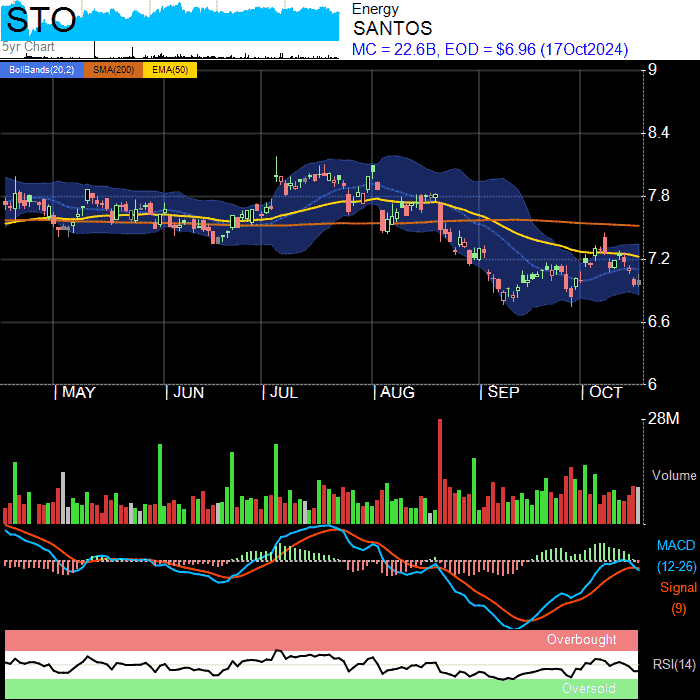 STO
5yr Chart
Energy
SANTOS
MC = 22.6B, EOD = $6.96 (17Oct2024)
BollBands(20,2) SMA(200) EMA(50)
9
8.4
7.8
7.2
6.6
6
MAY JUN JUL AUG SEP OCT
28M
Volume
MACD
(12-26)
Signal
(9)
Overbought
RSI(14)
Oversold